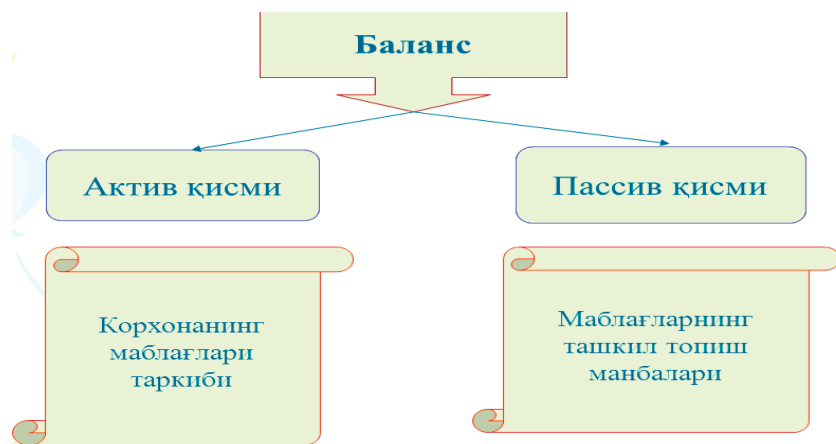 Баланс
Актив қисми
Пассив қисми
Корхонанинг
маблағлари
таркиби
Маблағларнинг
ташкил топиш
манбалари